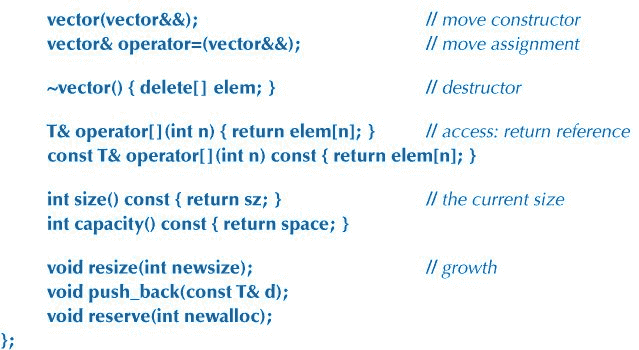 vector(vector&&); // move constructor
vector& operator=(vector&&); // move assignment
~vector() { delete[] elem; } // destructor
T& operator[](int n) { return elem[n]; } // access: return reference
const T& operator[](int n) const { return elem[n]; }
int size() const { return sz; } // the current size
int capacity() const { return space; }
void resize(int newsize); // growth
void push_back(const T& d);
void reserve(int newalloc);
};